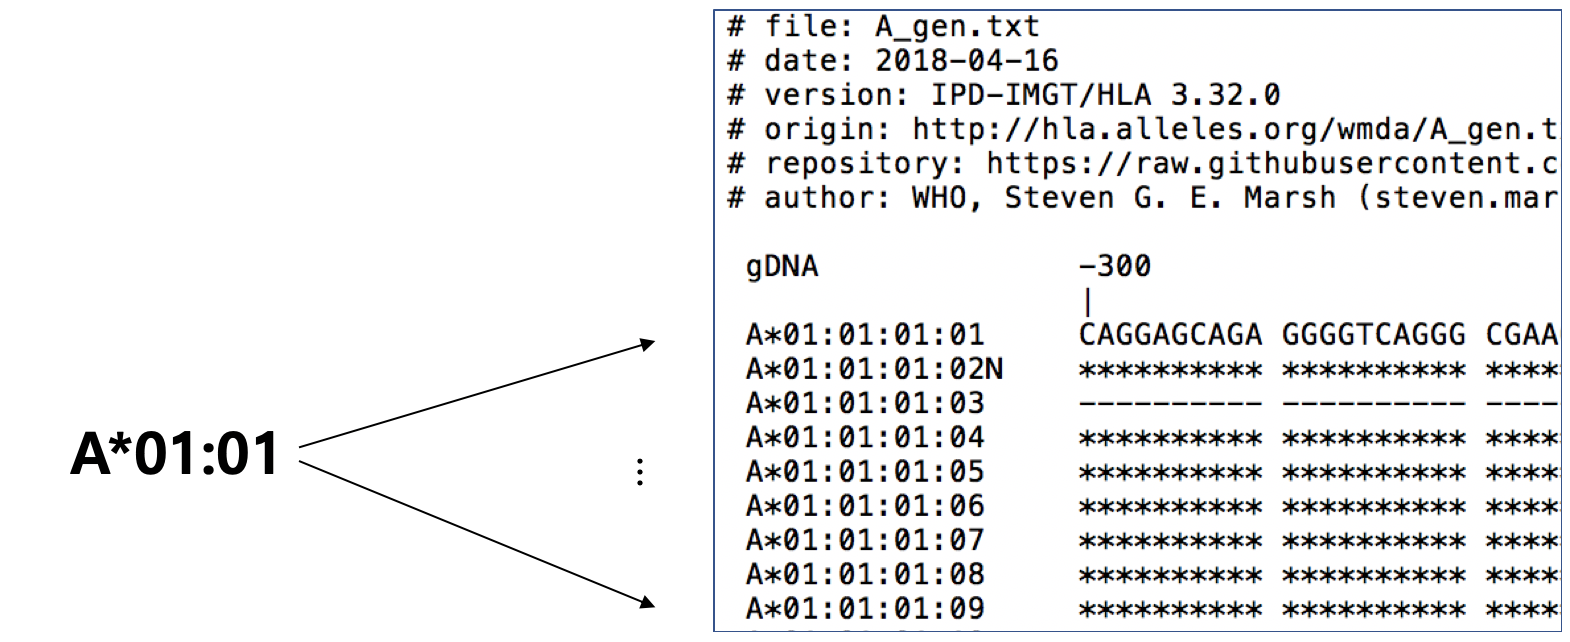 # file: A_gen.txt
# date: 2018-04-16
# version: IPD-IMGT/HLA 3.32.0
# origin: http://hla.alleles.org/wmda/A_gen.t
# repository: https://raw.githubusercontent.c
# author: WHO, Steven G. E. Marsh (steven.mar
gDNA -300
|
A*01:01:01:01 CAGGAGCAGA GGGGTCAGGG CGAA
A*01:01:01:02N ********** ********** ****
A*01:01:01:03 ---------- ---------- ----
A*01:01:01:04 ********** ********** ****
A*01:01:01:05 ********** ********** ****
A*01:01:01:06 ********** ********** ****
A*01:01:01:07 ********** ********** ****
A*01:01:01:08 ********** ********** ****
A*01:01:01:09 ********** ********** ****
A*01:01
⋮